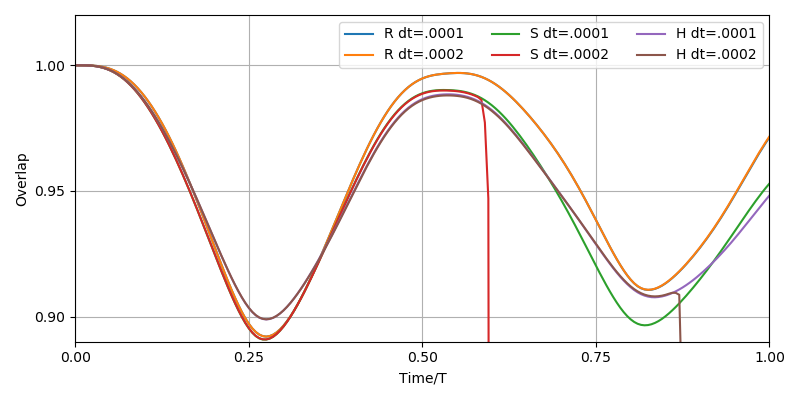 R dt=.0001 S dt=.0001 H dt=.0001
R dt=.0002 S dt=.0002 H dt=.0002
1.00
0.95
0.90
Overlap
0.00 0.25 0.50 0.75 1.00
Time/T